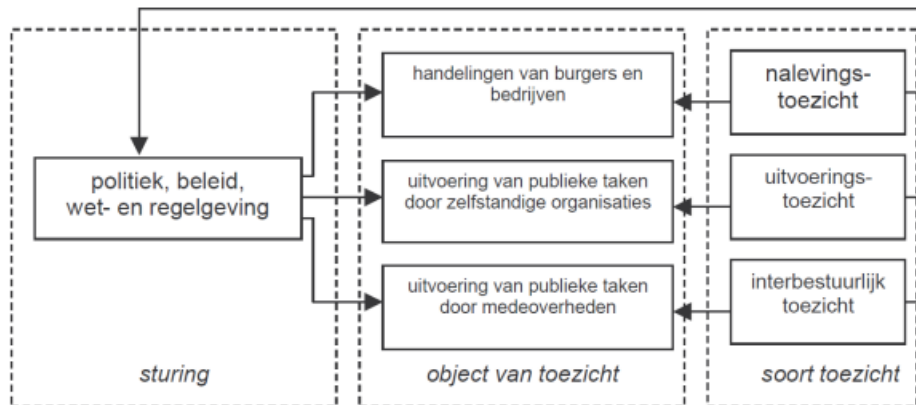 politiek, beleid,
wet- en regelgeving
sturing
handelingen van burgers en
bedrijven
uitvoering van publieke taken
door zelfstandige organisaties
uitvoering van publieke taken
door medeoverheden
object van toezicht
nalevings-
toezicht
uitvoerings-
toezicht
interbestuurlijk
toezicht
soort toezicht